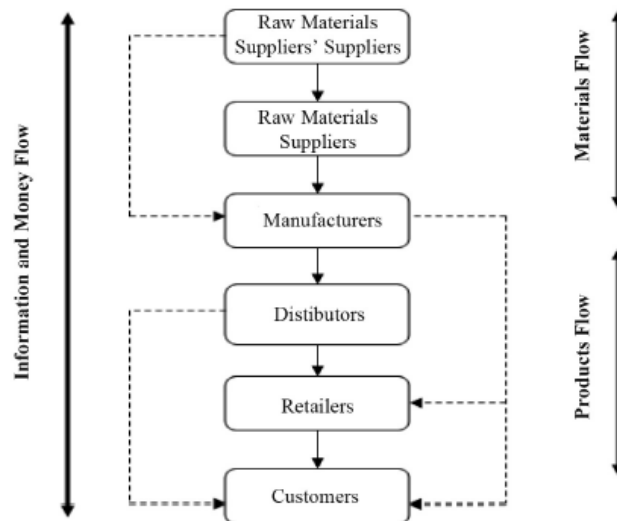 Raw Materials
Suppliers’ Suppliers
Raw Materials
Suppliers
Manufacturers
Distibutors
Retailers
Customers
Information and Money Flow
Materials Flow
Products Flow